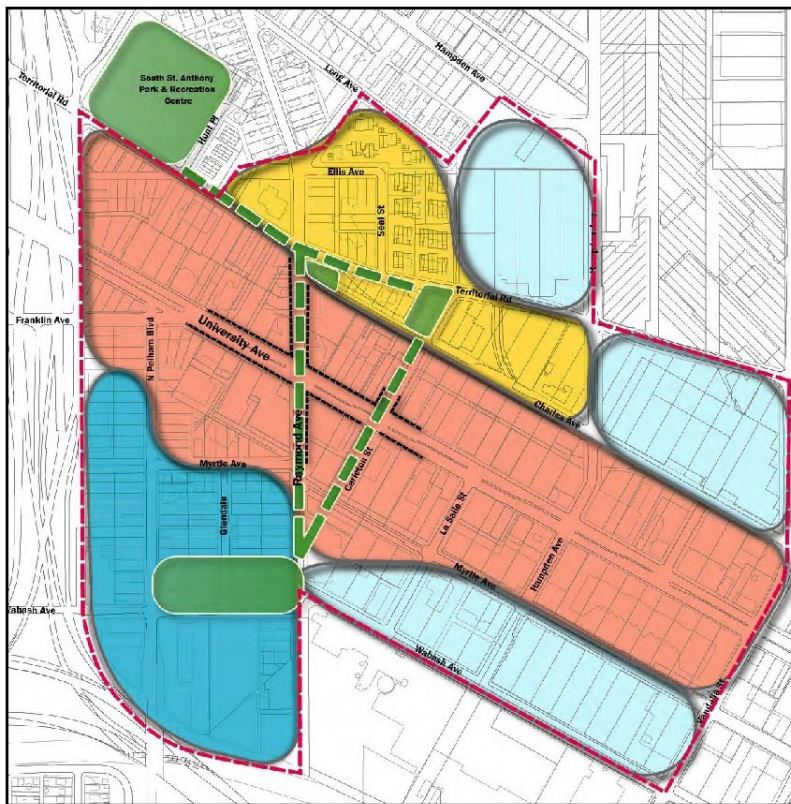 Hampden Ave
Long Ave
Territorial Rd
South St. Anthony
Park & Recreation
Centre
Hunt Pl
Ellis Ave
Seal St
Territorial Rd
Franklin Ave
N Pelham Blvd
University Ave
Charles Ave
Raymond Ave
Carleton St
Myrtle Ave
Glendale
La Salle St
Hampden Ave
Myrtle Ave
Wabash Ave
Wabash Ave
Vandalia St